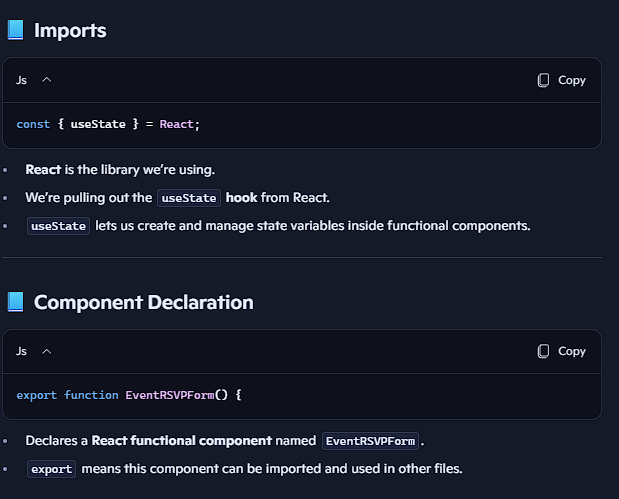 Imports
Js
Copy
const { useState } = React;
React is the library we're using.
We're pulling out the useState hook from React.
useState lets us create and manage state variables inside functional components.
Component Declaration
Js
Copy
export function EventRSVPForm() {
Declares a React functional component named EventRSVPForm.
export means this component can be imported and used in other files.